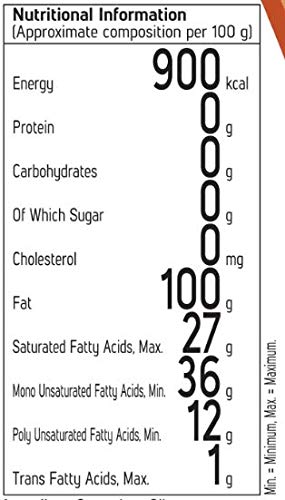 Nutritional Information
(Approximate composition per 100 g)
Energy 900 kcal
Protein 0 g
Carbohydrates 0 g
Of Which Sugar 0 g
Cholesterol 0 mg
Fat 100 g
Saturated Fatty Acids, Max. 27 g
Mono Unsaturated Fatty Acids, Min. 36 g
Poly Unsaturated Fatty Acids, Min. 12 g
Trans Fatty Acids, Max. 1 g
Min. = Minimum, Max. = Maximum.